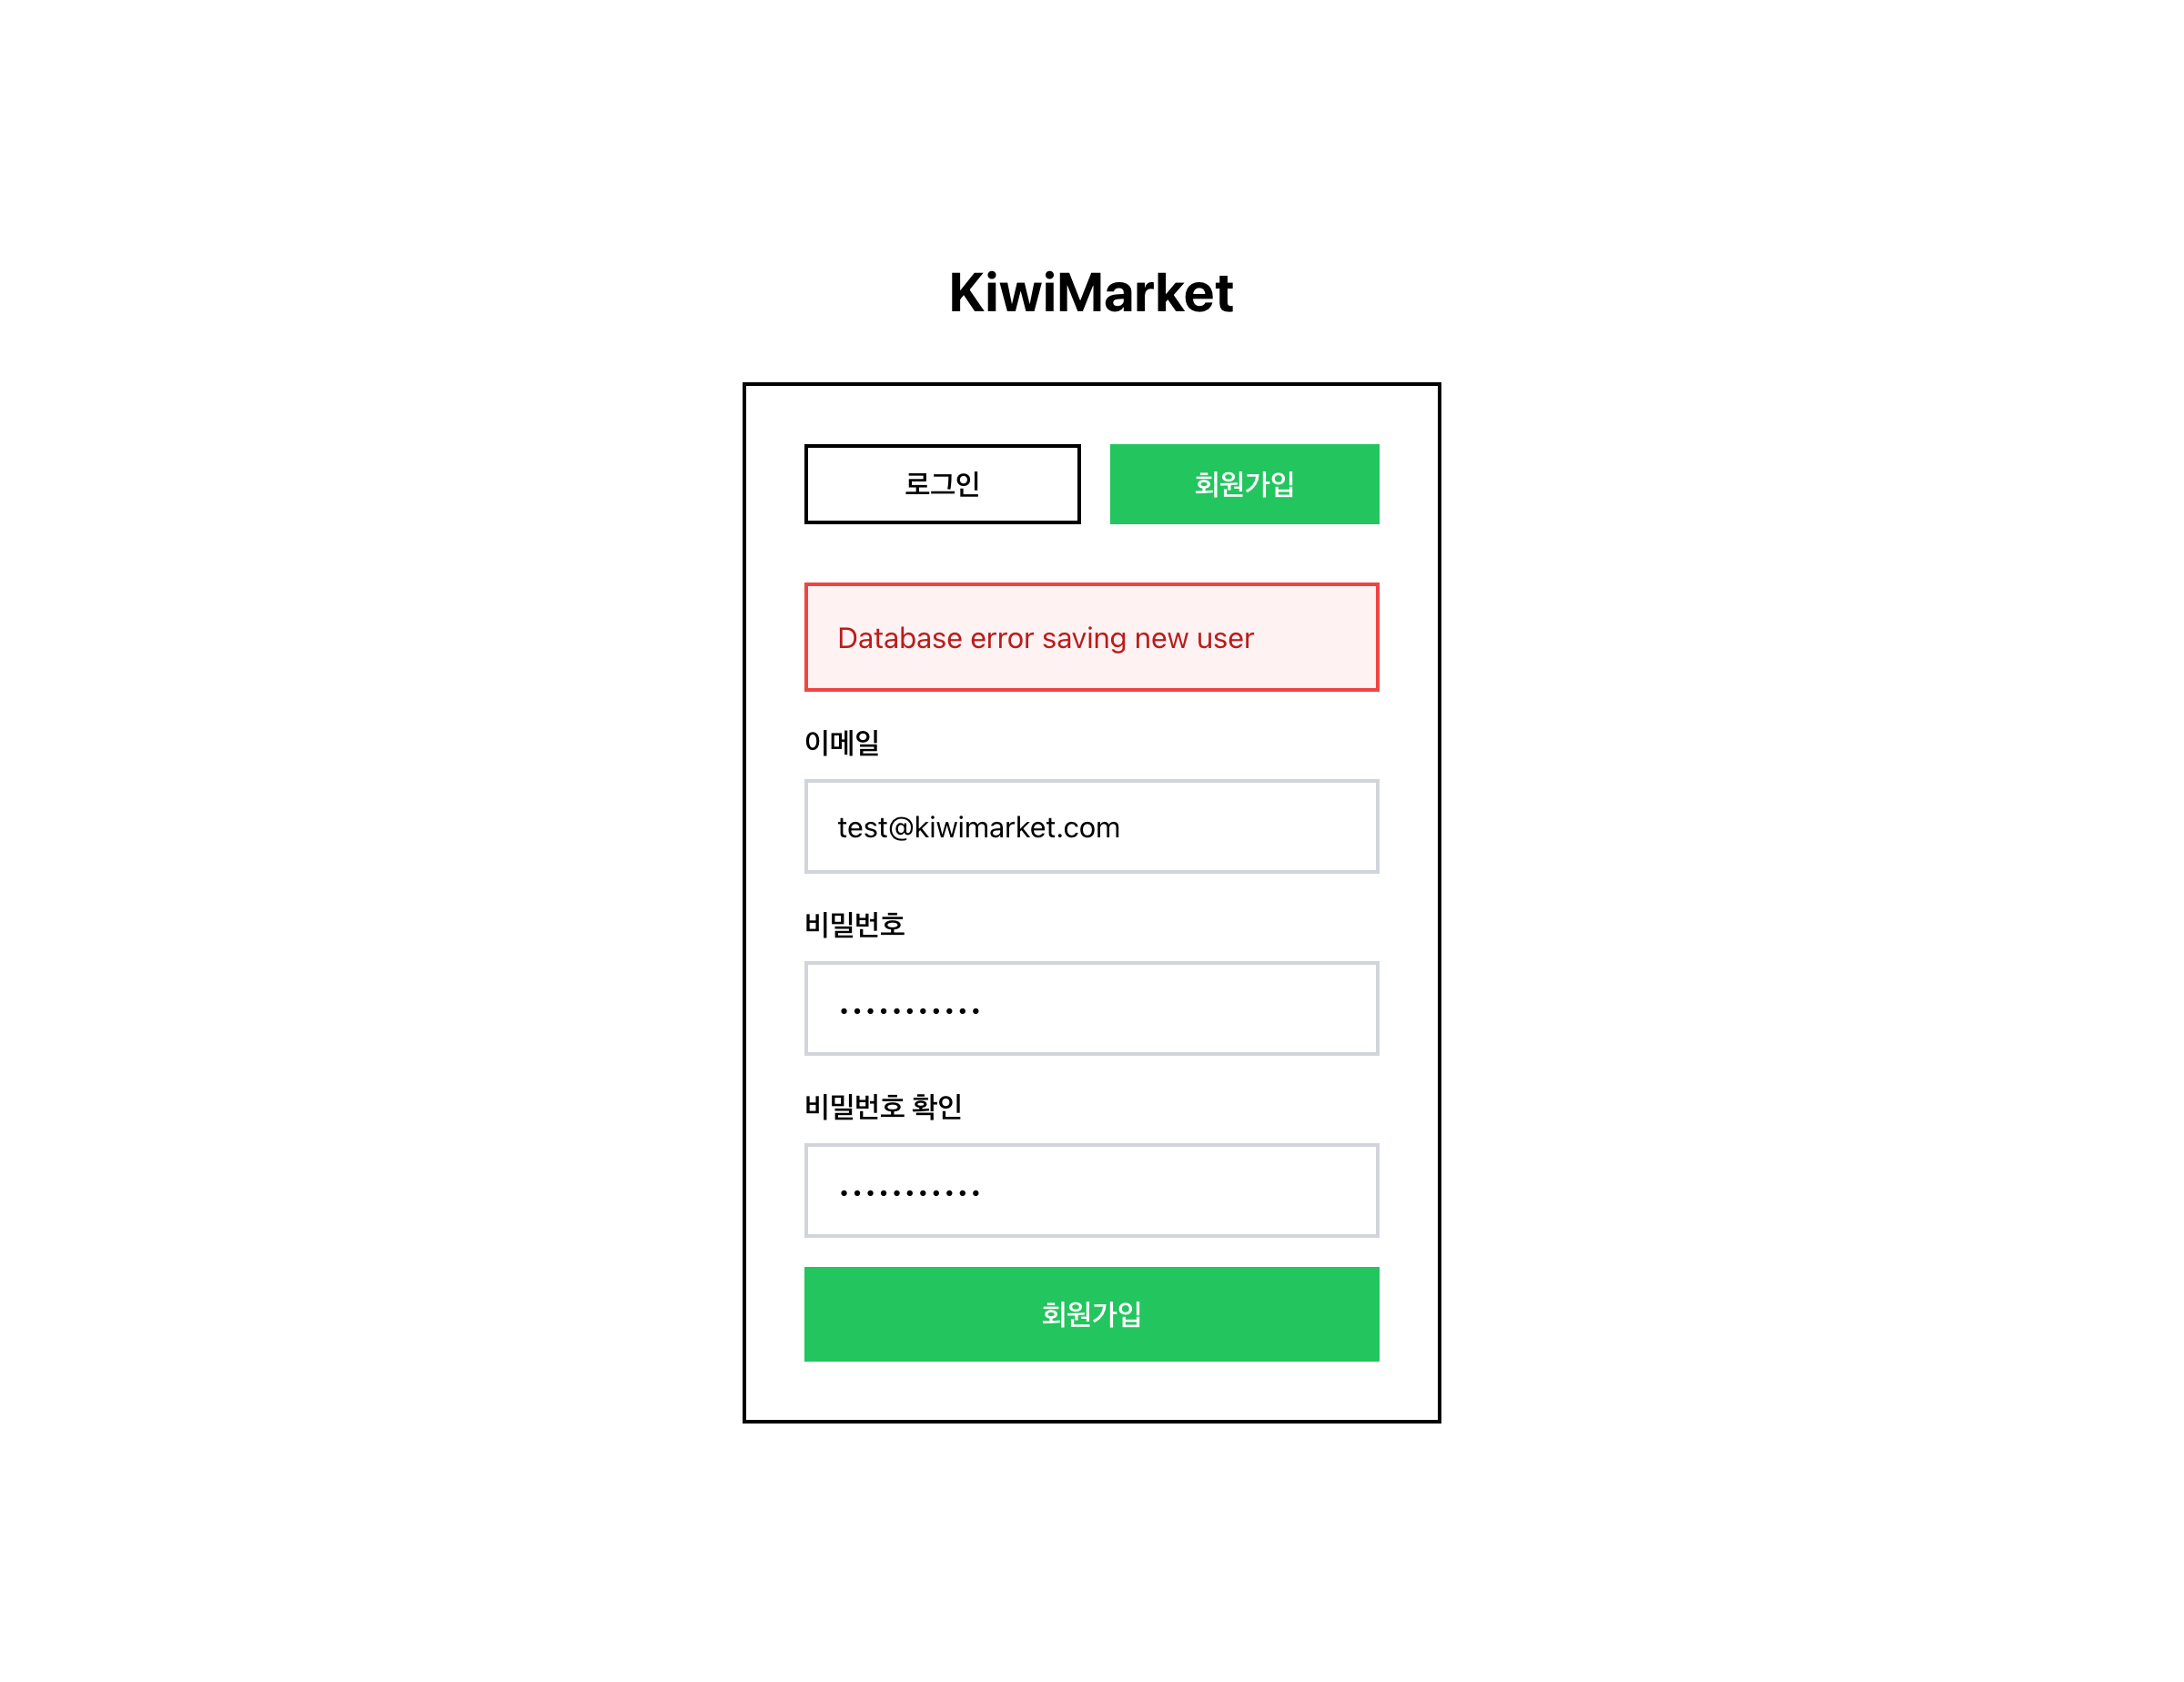 KiwiMarket
로그인
회원가입
Database error saving new user
이메일
test@kiwimarket.com
비밀번호
•••••••••••
비밀번호 확인
•••••••••••
회원가입